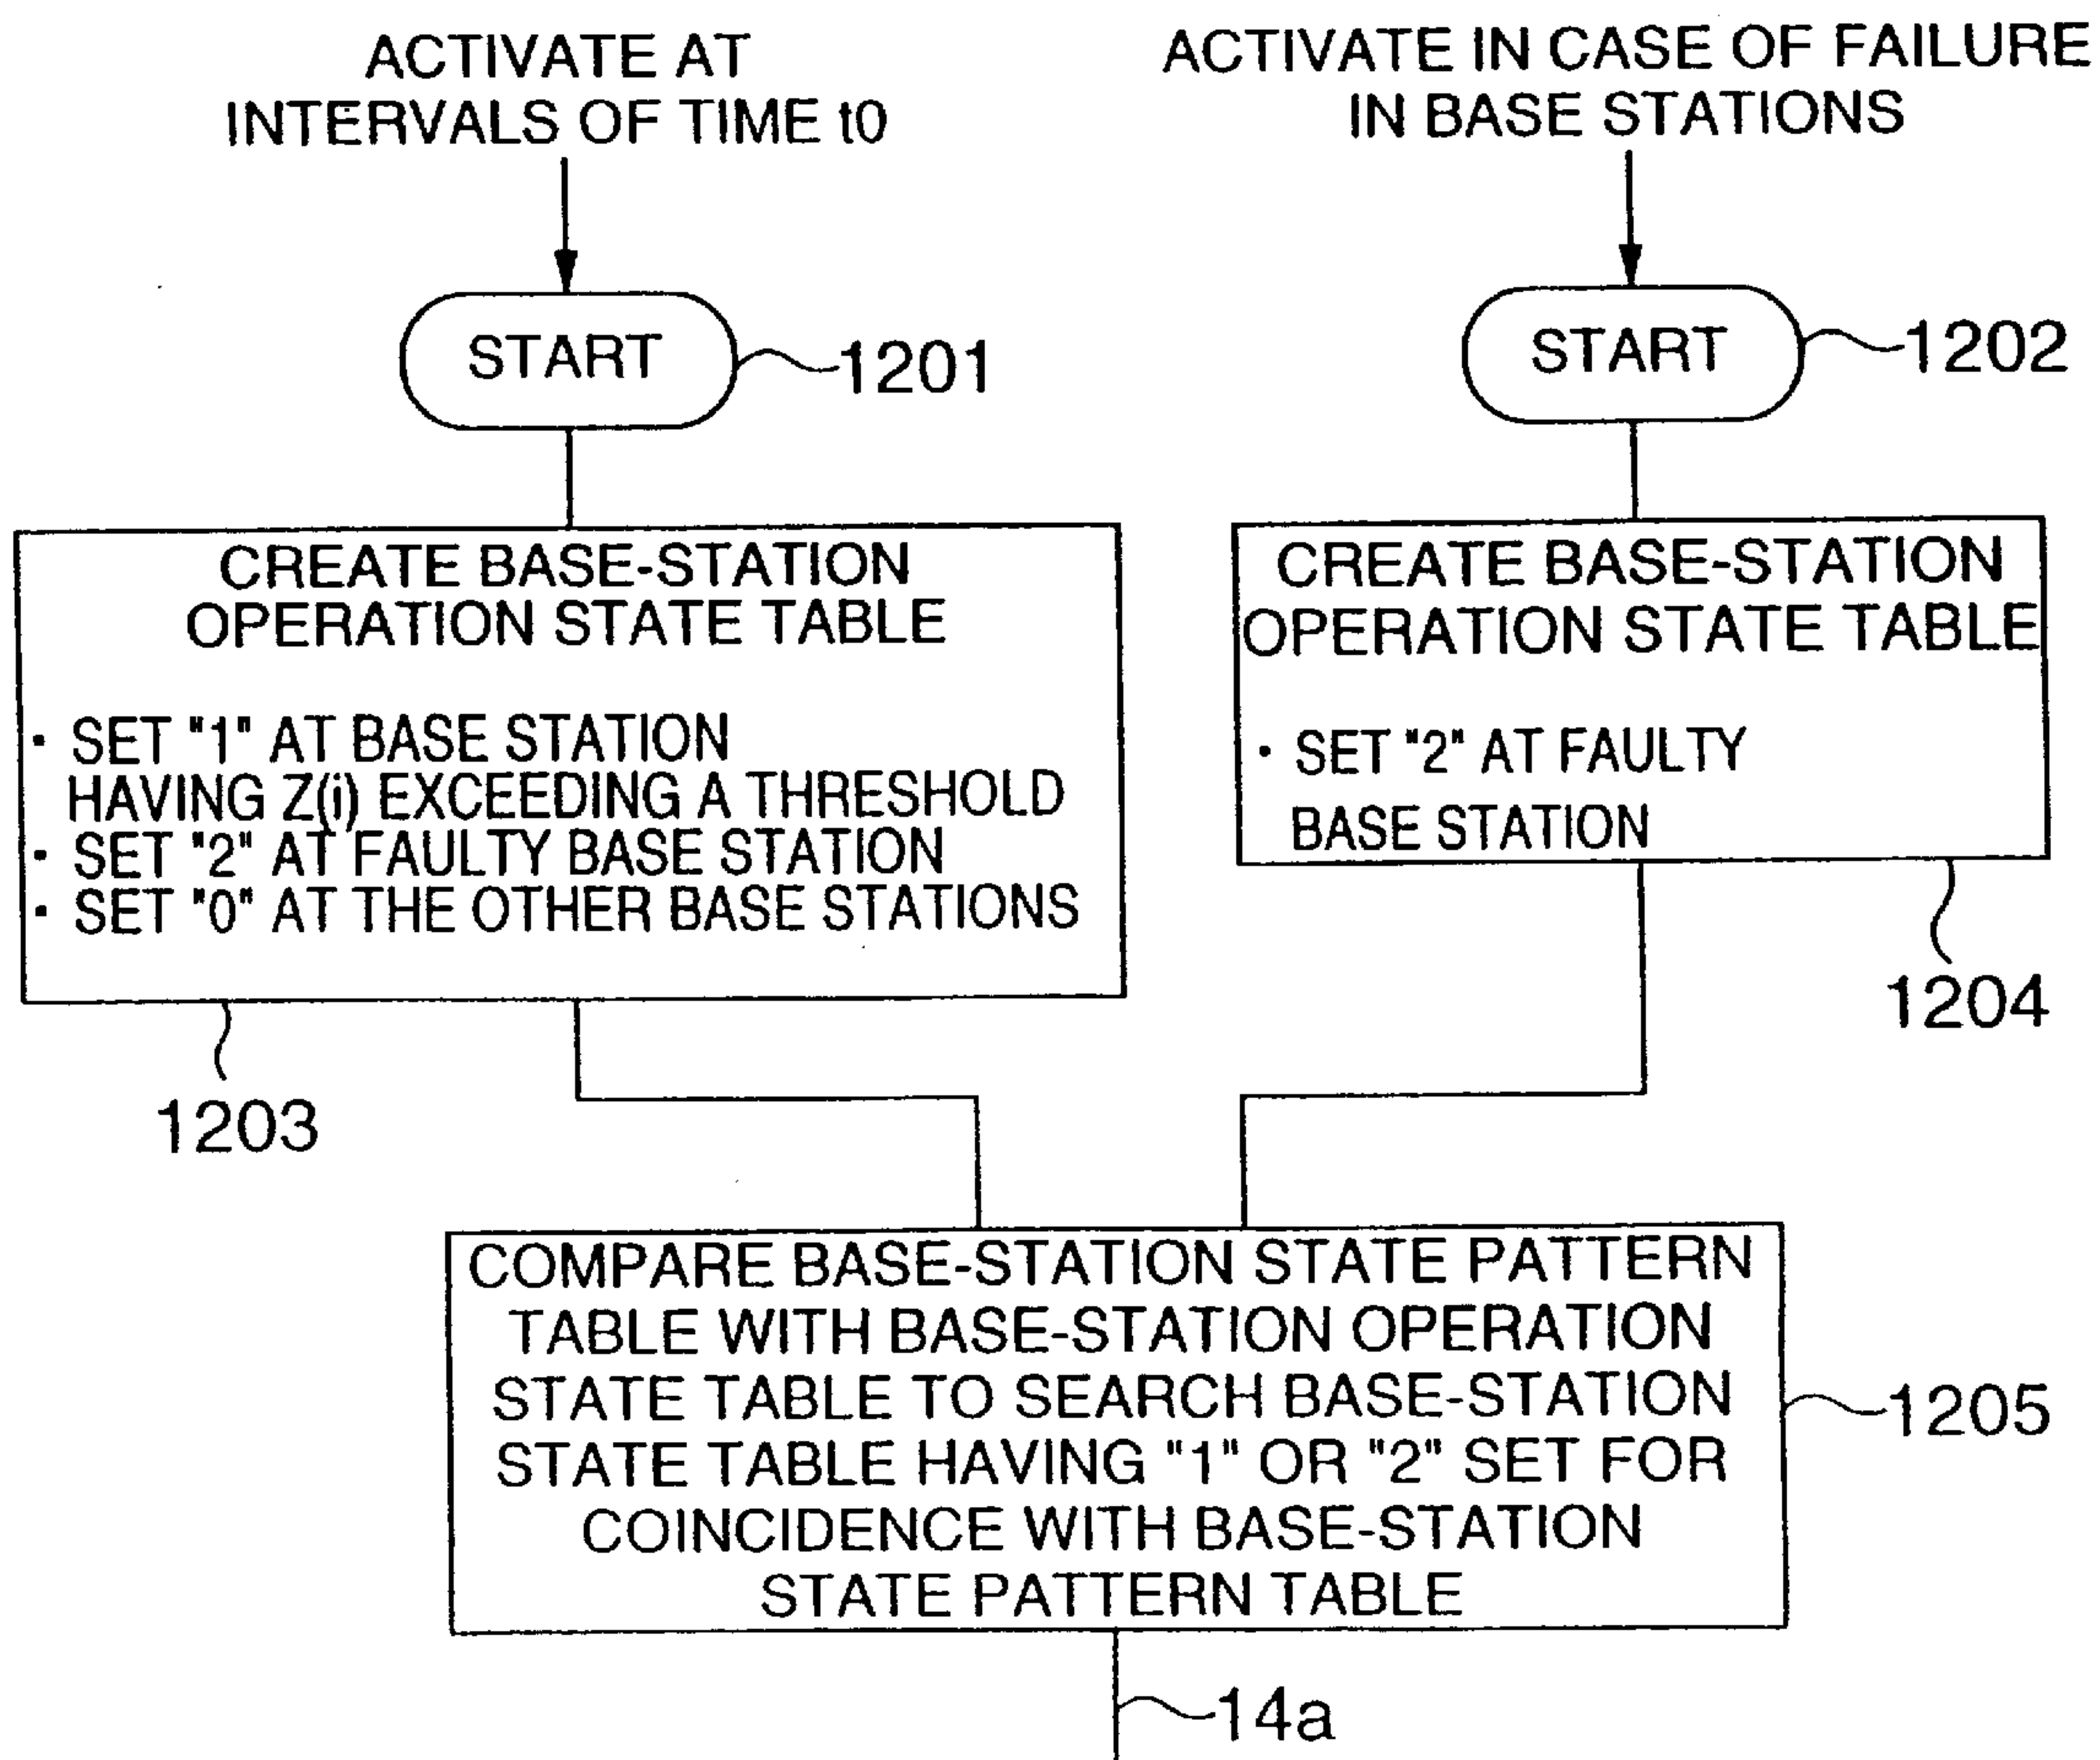 ACTIVATE AT
INTERVALS OF TIME t0
ACTIVATE IN CASE OF FAILURE
IN BASE STATIONS
START
1201
START
1202
CREATE BASE-STATION
OPERATION STATE TABLE
· SET "1" AT BASE STATION
HAVING Z(i) EXCEEDING A THRESHOLD
· SET "2" AT FAULTY BASE STATION
· SET "0" AT THE OTHER BASE STATIONS
1203
CREATE BASE-STATION
OPERATION STATE TABLE
· SET "2" AT FAULTY
BASE STATION
1204
COMPARE BASE-STATION STATE PATTERN
TABLE WITH BASE-STATION OPERATION
STATE TABLE TO SEARCH BASE-STATION
STATE TABLE HAVING "1" OR "2" SET FOR
COINCIDENCE WITH BASE-STATION
STATE PATTERN TABLE
1205
14a